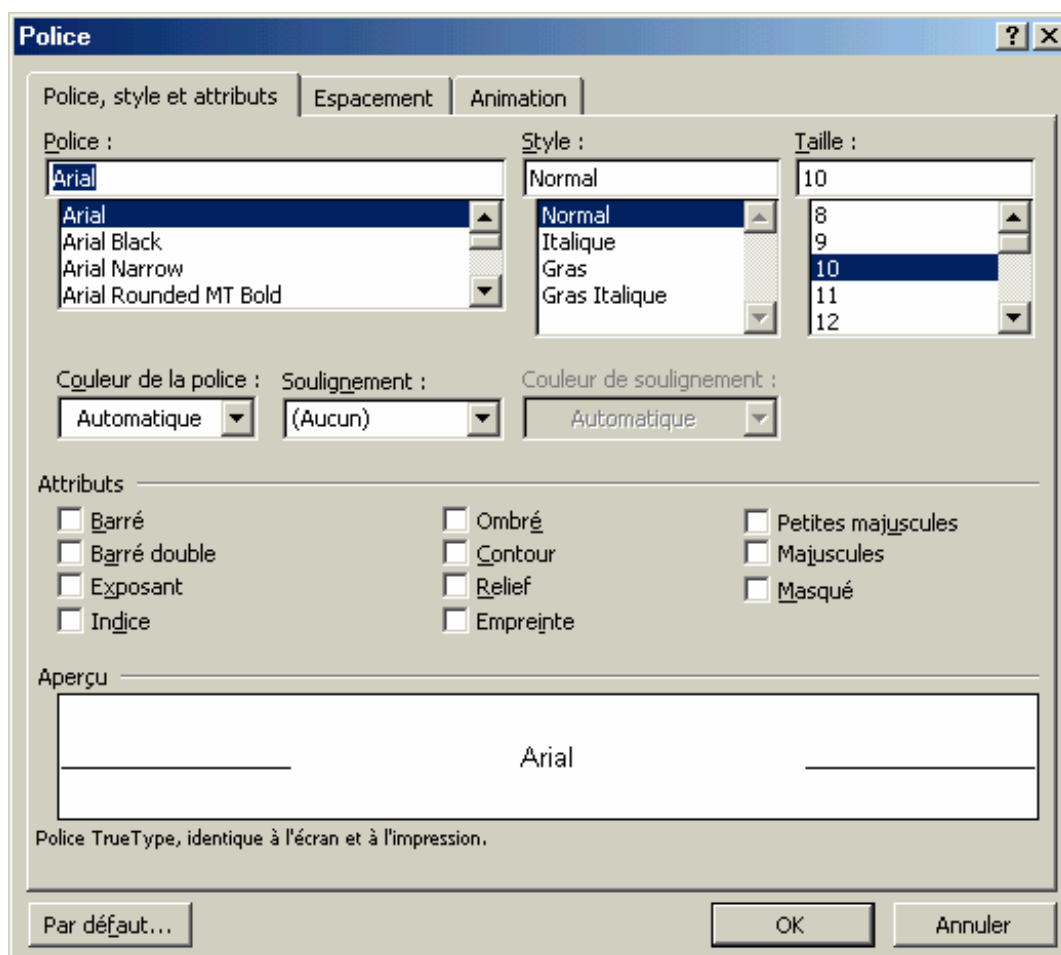 Police
Police, style et attributs Espacement Animation
Police : Style : Taille :
Arial Normal 10
Arial Normal 8
Arial Black Italique 9
Arial Narrow Gras 10
Arial Rounded MT Bold Gras Italique 11
12
Couleur de la police : Soulignement : Couleur de soulignement :
Automatique (Aucun) Automatique
Attributs
Barré Ombré Petites majuscules
Barré double Contour Majuscules
Exposant Relief Masqué
Indice Empreinte
Aperçu
Arial
Police TrueType, identique à l'écran et à l'impression.
Par défaut... OK Annuler